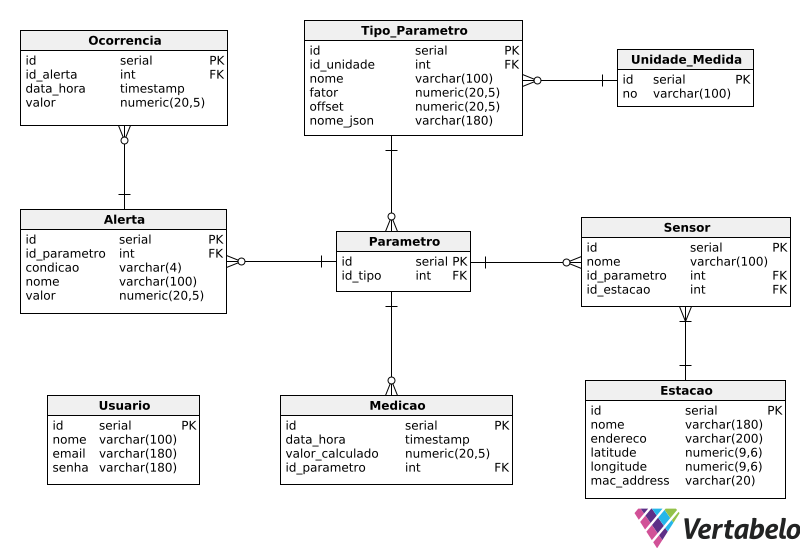 Ocorrencia
id serial PK
id_alerta int FK
data_hora timestamp
valor numeric(20,5)
Tipo_Parametro
id serial PK
id_unidade int FK
nome varchar(100)
fator numeric(20,5)
offset numeric(20,5)
nome_json varchar(180)
Unidade_Medida
id serial PK
no varchar(100)
Alerta
id serial PK
id_parametro int FK
condicao varchar(4)
nome varchar(100)
valor numeric(20,5)
Parametro
id serial PK
id_tipo int FK
Sensor
id serial PK
nome varchar(100)
id_parametro int FK
id_estacao int FK
Usuario
id serial PK
nome varchar(100)
email varchar(180)
senha varchar(180)
Medicao
id serial PK
data_hora timestamp
valor_calculado numeric(20,5)
id_parametro int FK
Estacao
id serial PK
nome varchar(180)
endereco varchar(200)
latitude numeric(9,6)
longitude numeric(9,6)
mac_address varchar(20)
Vertabelo